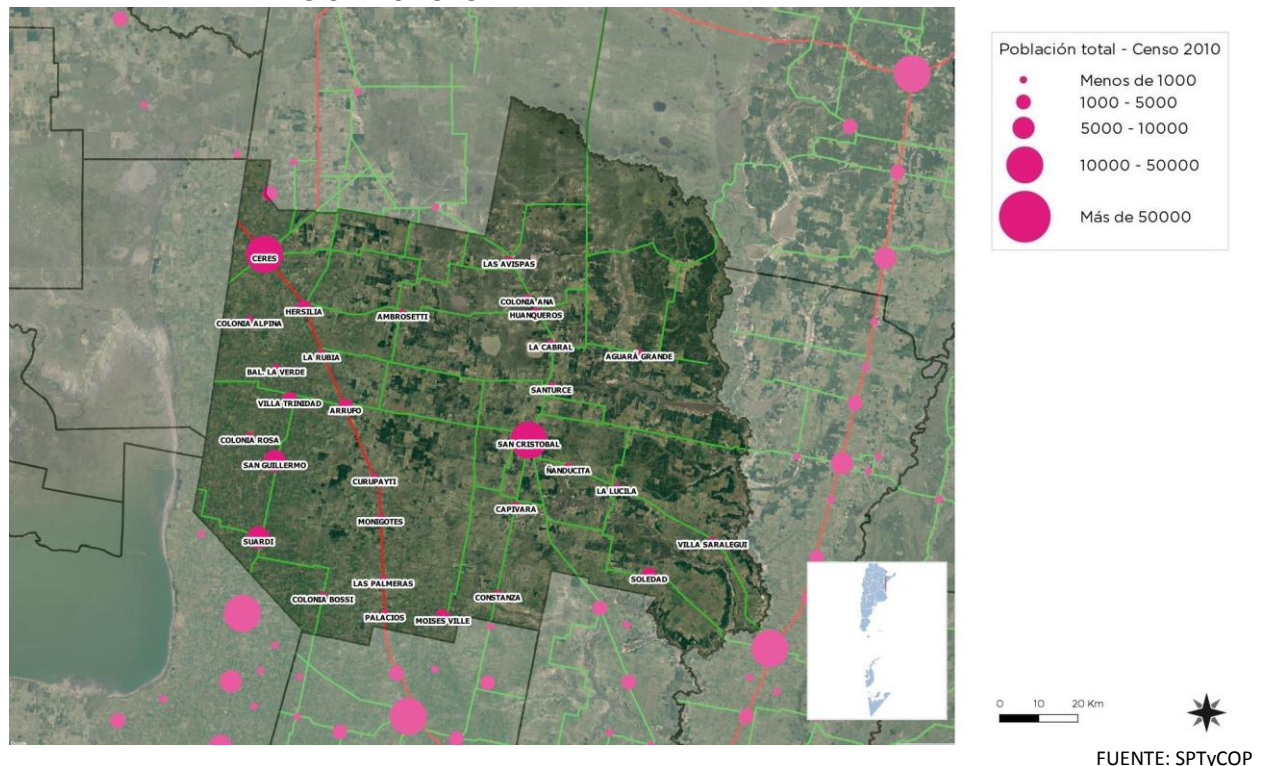 Población total - Censo 2010
Menos de 1000
1000 - 5000
5000 - 10000
10000 - 50000
Más de 50000
CERES
LAS AVISPAS
COLONIA ANA
HERSILIA
HUANQUEROS
AMBROSETTI
COLONIA ALPINA
LA CABRAL
LA RUBIA
AGUARÁ GRANDE
BAL. LA VERDE
SANTURCE
VILLA TRINIDAD
ARRUFO
COLONIA ROSA
SAN CRISTOBAL
SAN GUILLERMO
ÑANDUCITA
CURUPAYTI
LA LUCILA
CAPIVARA
MONIGOTES
SUARDI
VILLA SARALEGUI
SOLEDAD
LAS PALMERAS
COLONIA BOSSI
CONSTANZA
PALACIOS
MOISES VILLE
0 10 20 Km
FUENTE: SPTyCOP